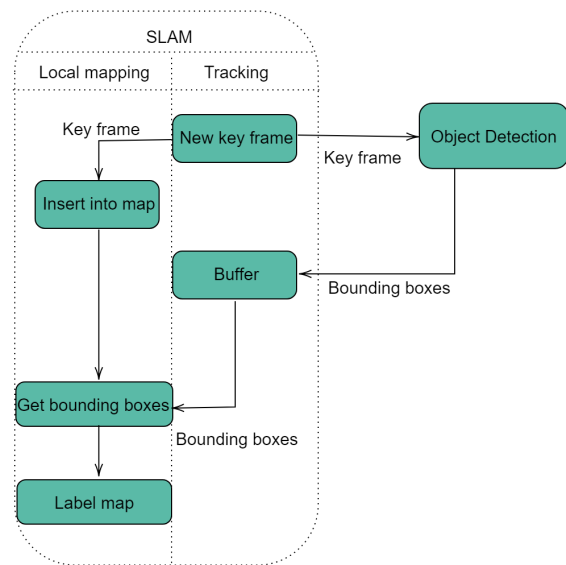 SLAM
Local mapping
Tracking
Key frame
New key frame
Key frame
Object Detection
Insert into map
Buffer
Bounding boxes
Get bounding boxes
Bounding boxes
Label map